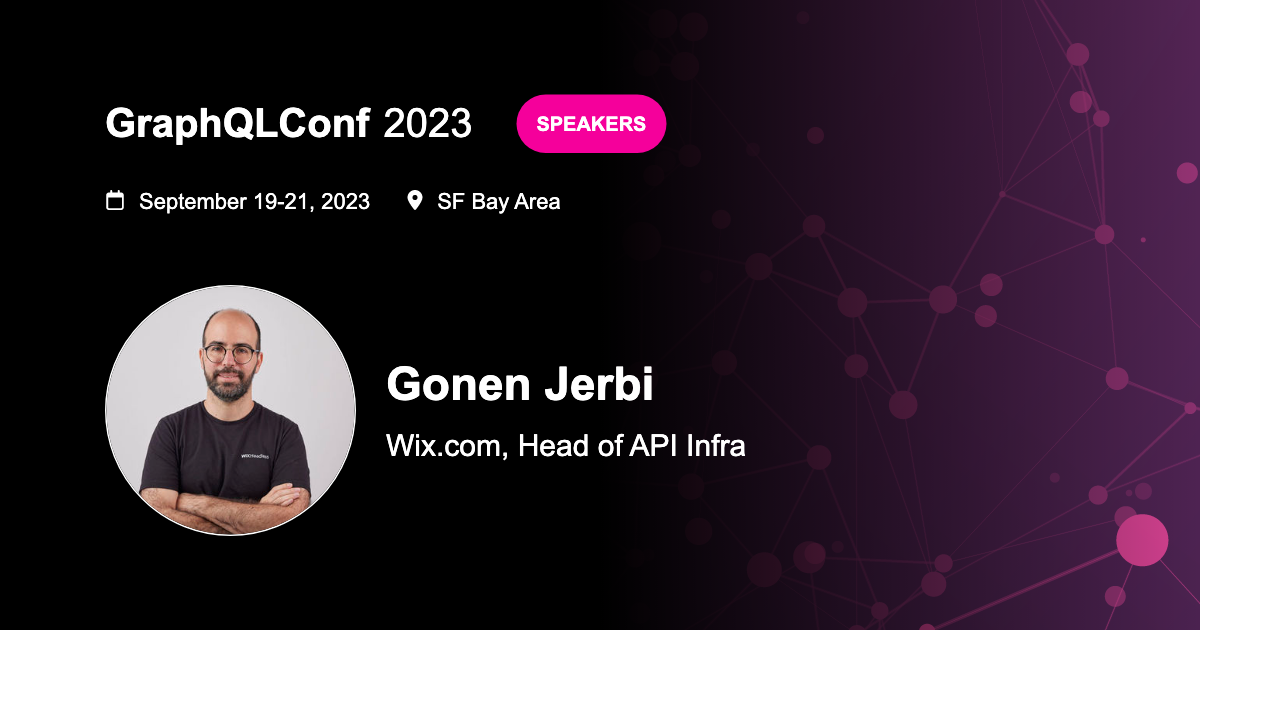 GraphQLConf 2023
SPEAKERS
September 19-21, 2023
SF Bay Area
Gonen Jerbi
Wix.com, Head of API Infra